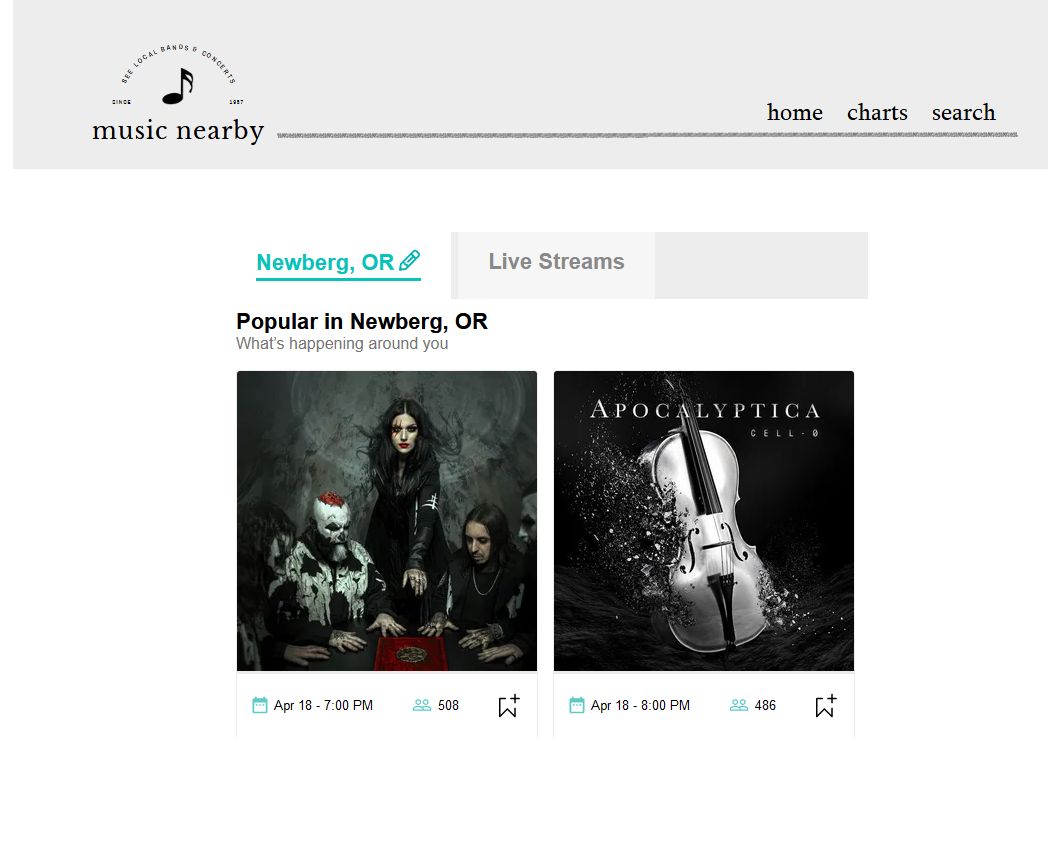 SEE LOCAL BANDS & CONCERTS
SINCE 1987
music nearby
home charts search
Newberg, OR Live Streams
Popular in Newberg, OR
What's happening around you
APOCALYPTICA
CELL-0
Apr 18 - 7:00 PM 508 Apr 18 - 8:00 PM 486